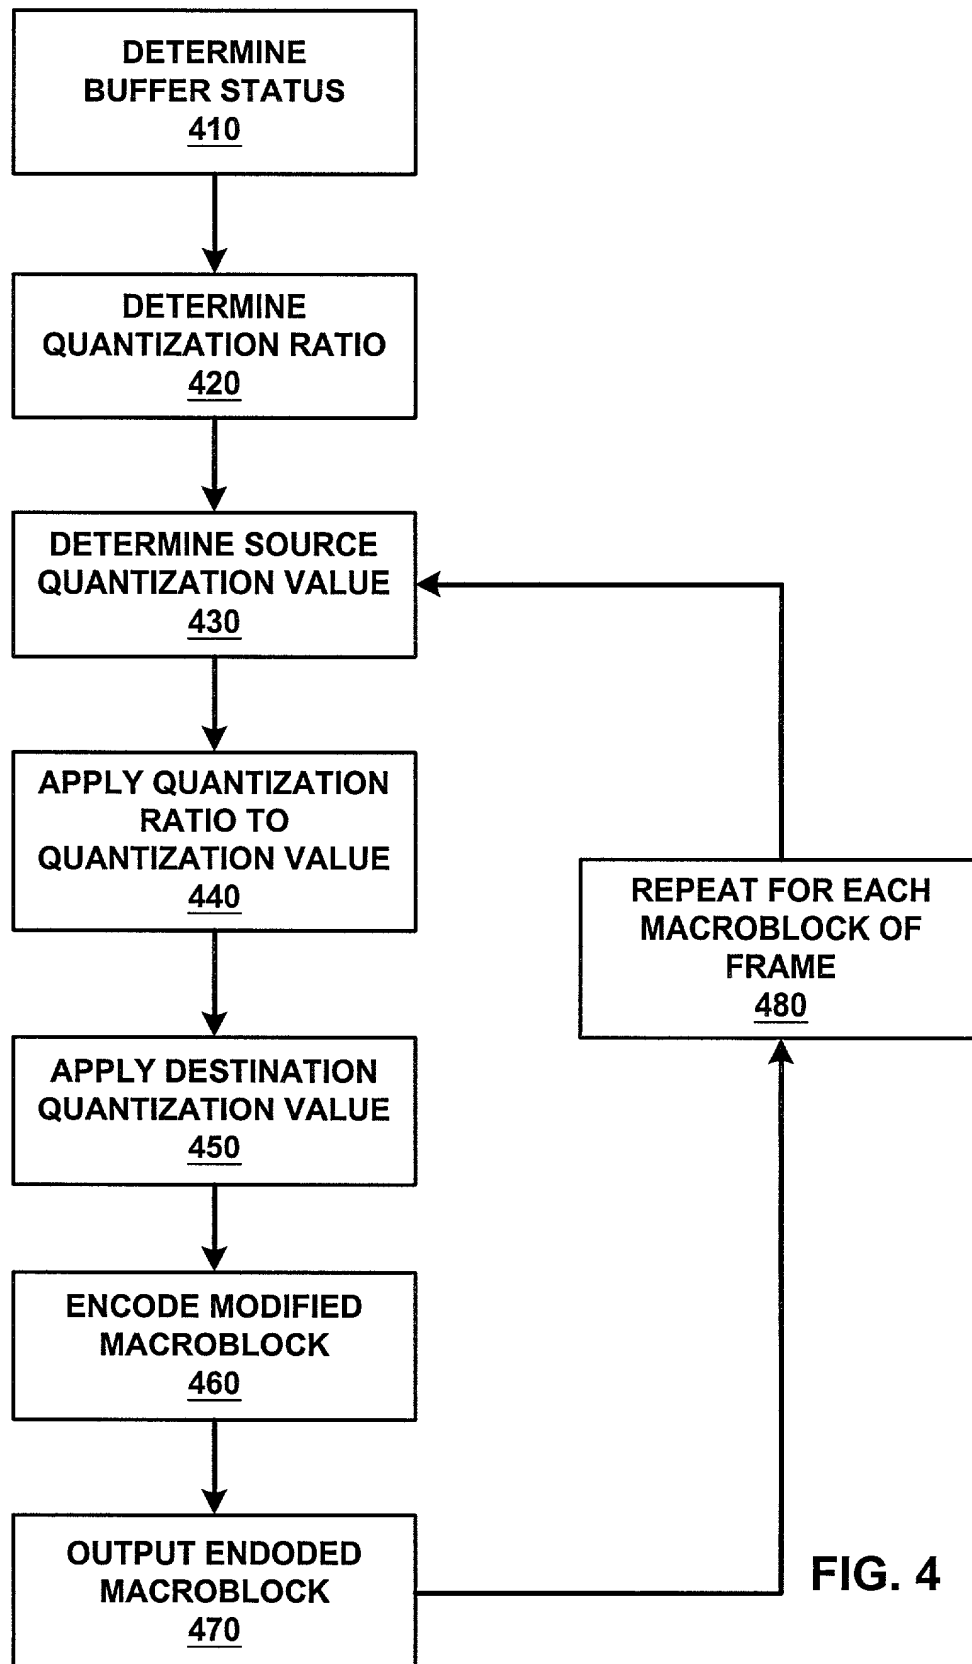 DETERMINE
BUFFER STATUS
410
DETERMINE
QUANTIZATION RATIO
420
DETERMINE SOURCE
QUANTIZATION VALUE
430
APPLY QUANTIZATION
RATIO TO
QUANTIZATION VALUE
440
APPLY DESTINATION
QUANTIZATION VALUE
450
ENCODE MODIFIED
MACROBLOCK
460
OUTPUT ENDODED
MACROBLOCK
470
REPEAT FOR EACH
MACROBLOCK OF
FRAME
480
FIG. 4